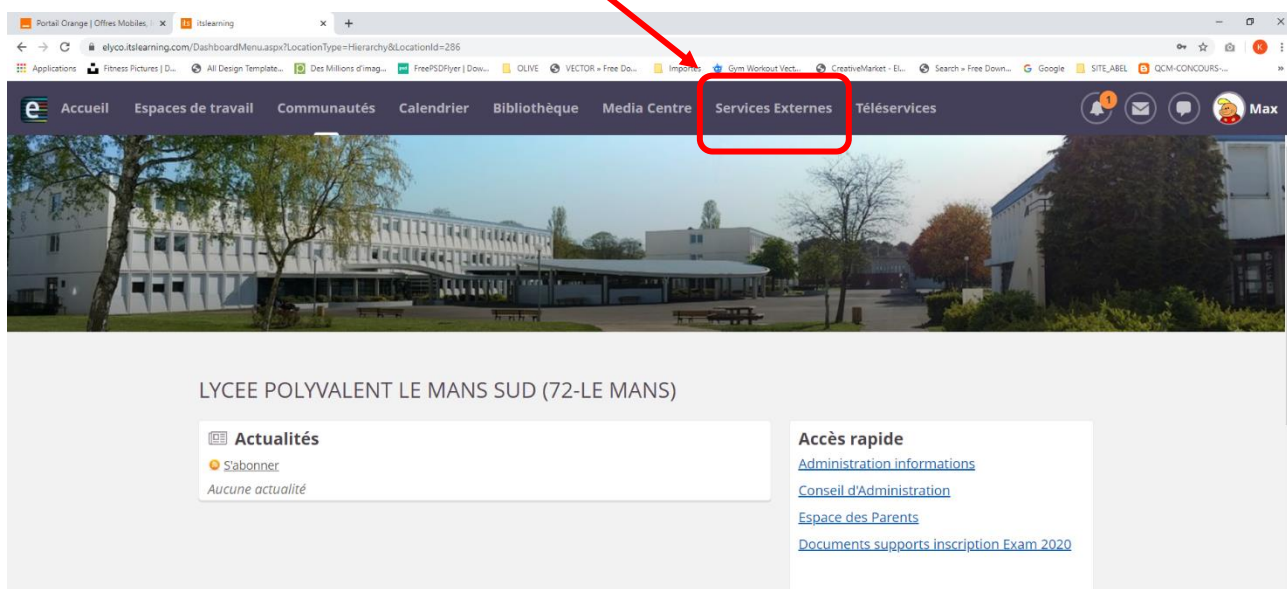 Portail Orange | Offres Mobiles, I
itslearning
elyco.itslearning.com/DashboardMenu.aspx?LocationType=Hierarchy&LocationId=286
Applications Fitness Pictures | D... All Design Template... Des Millions d'imag... FreePSDFlyer | Dow... OLIVE VECTOR » Free Do... Importés Gym Workout Vect... CreativeMarket - El... Search » Free Down... Google SITE_ABEL QCM-CONCOURS-...
Accueil Espaces de travail Communautés Calendrier Bibliothèque Media Centre Services Externes Téléservices 1 Max
LYCEE POLYVALENT LE MANS SUD (72-LE MANS)
Actualités
S'abonner
Aucune actualité
Accès rapide
Administration informations
Conseil d'Administration
Espace des Parents
Documents supports inscription Exam 2020